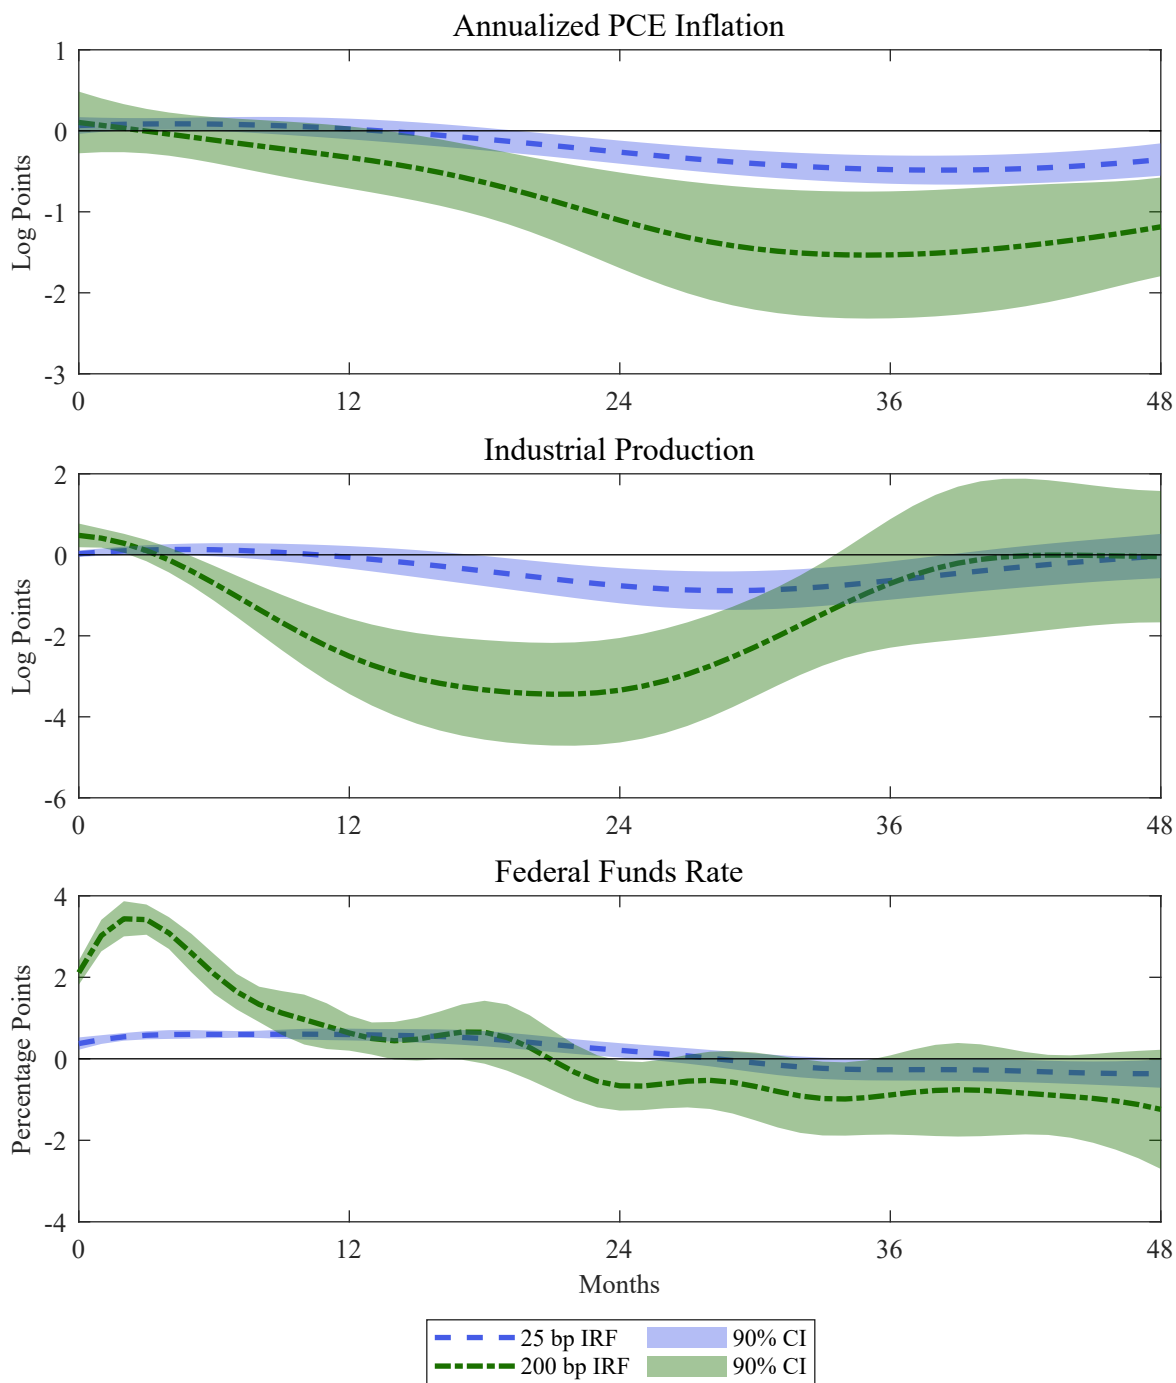 Annualized PCE Inflation
1
0
-1
-2
-3
Log Points
0 12 24 36 48
Industrial Production
2
0
-2
-4
-6
Log Points
0 12 24 36 48
Federal Funds Rate
4
2
0
-2
-4
Percentage Points
0 12 24 36 48
Months
25 bp IRF 90% CI
200 bp IRF 90% CI